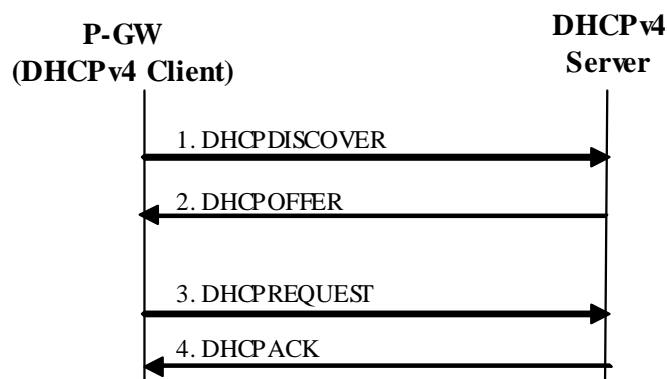 P-GW
(DHCPv4 Client)
DHCPv4
Server
1. DHCPDISCOVER
2. DHCPOFFER
3. DHCPREQUEST
4. DHCPACK